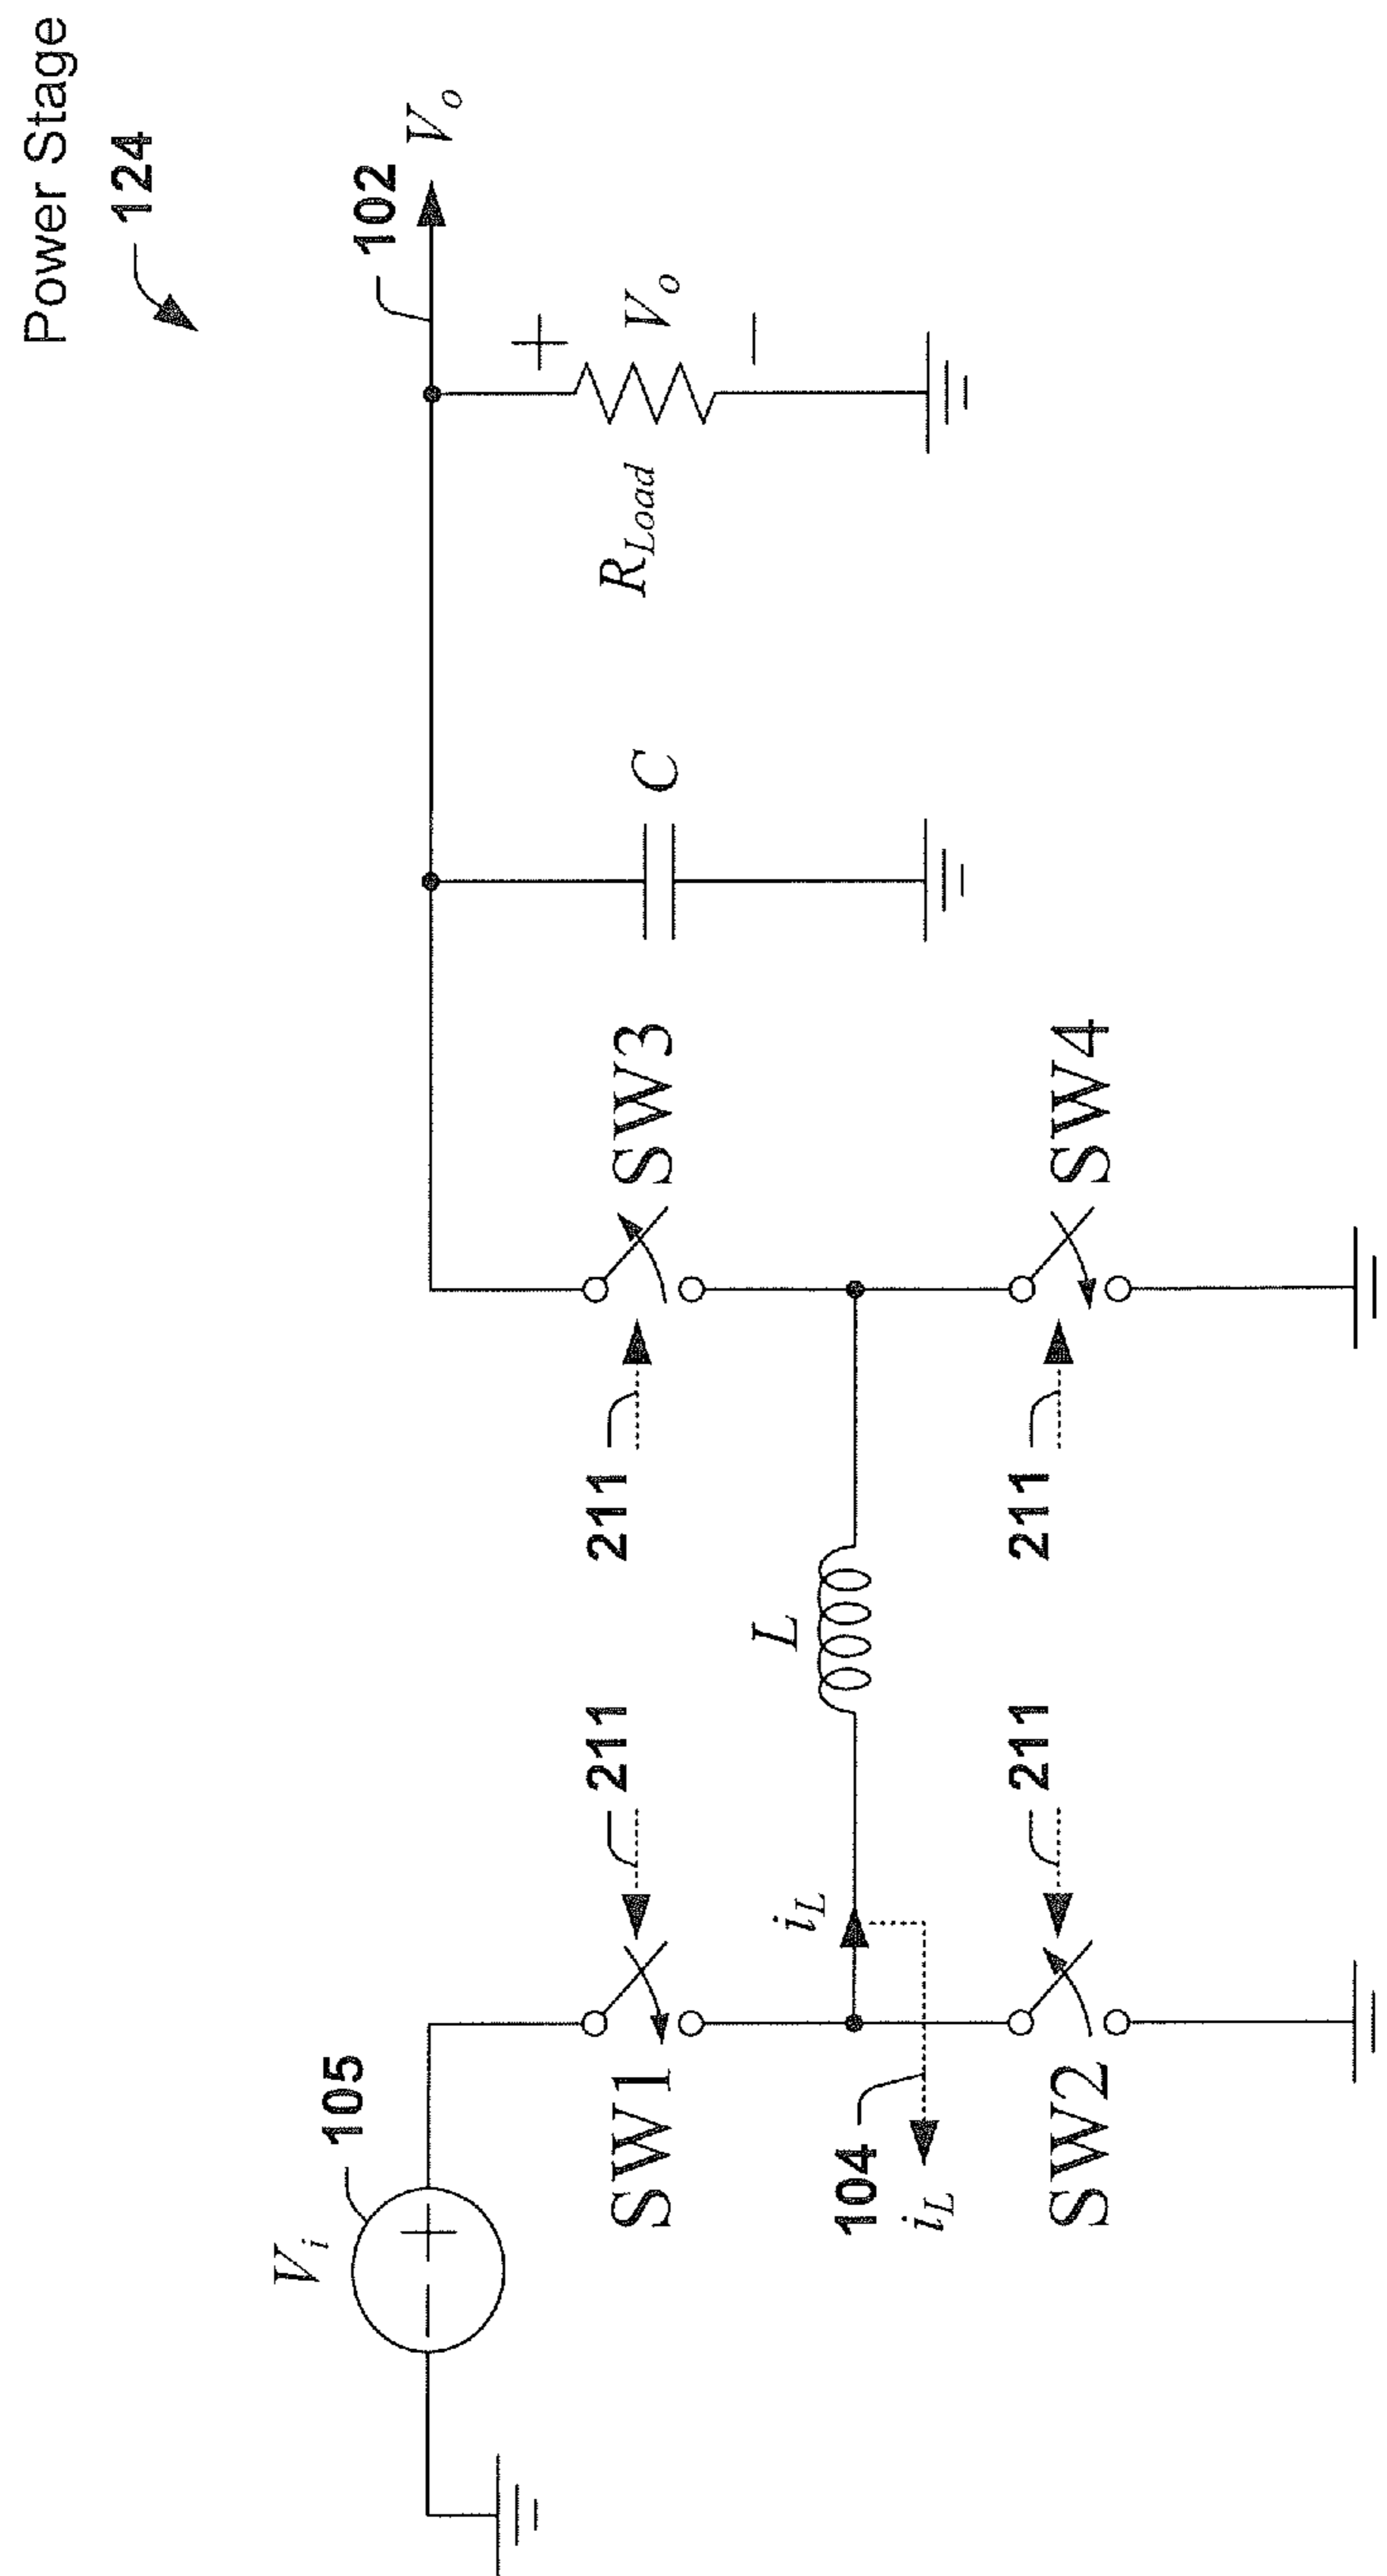 Power Stage
124
V_i
105
102
V_o
SW1
211
211
SW3
C
R_Load
+
V_o
−
i_L
L
104
i_L
SW2
211
211
SW4